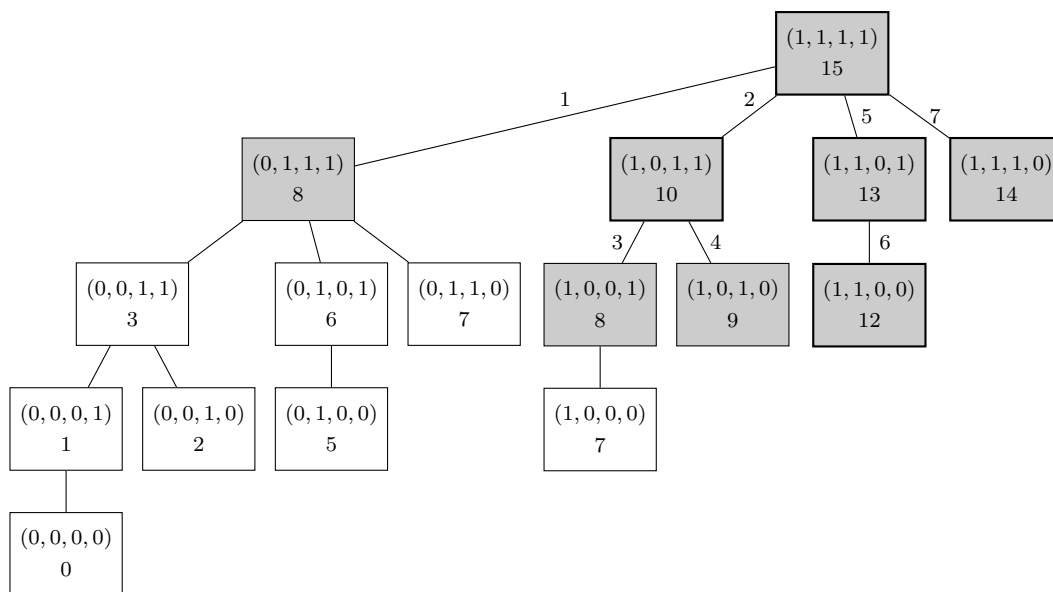 (1, 1, 1, 1)
15
1
2
5
7
(0, 1, 1, 1)
8
(1, 0, 1, 1)
10
(1, 1, 0, 1)
13
(1, 1, 1, 0)
14
3
4
6
(0, 0, 1, 1)
3
(0, 1, 0, 1)
6
(0, 1, 1, 0)
7
(1, 0, 0, 1)
8
(1, 0, 1, 0)
9
(1, 1, 0, 0)
12
(0, 0, 0, 1)
1
(0, 0, 1, 0)
2
(0, 1, 0, 0)
5
(1, 0, 0, 0)
7
(0, 0, 0, 0)
0